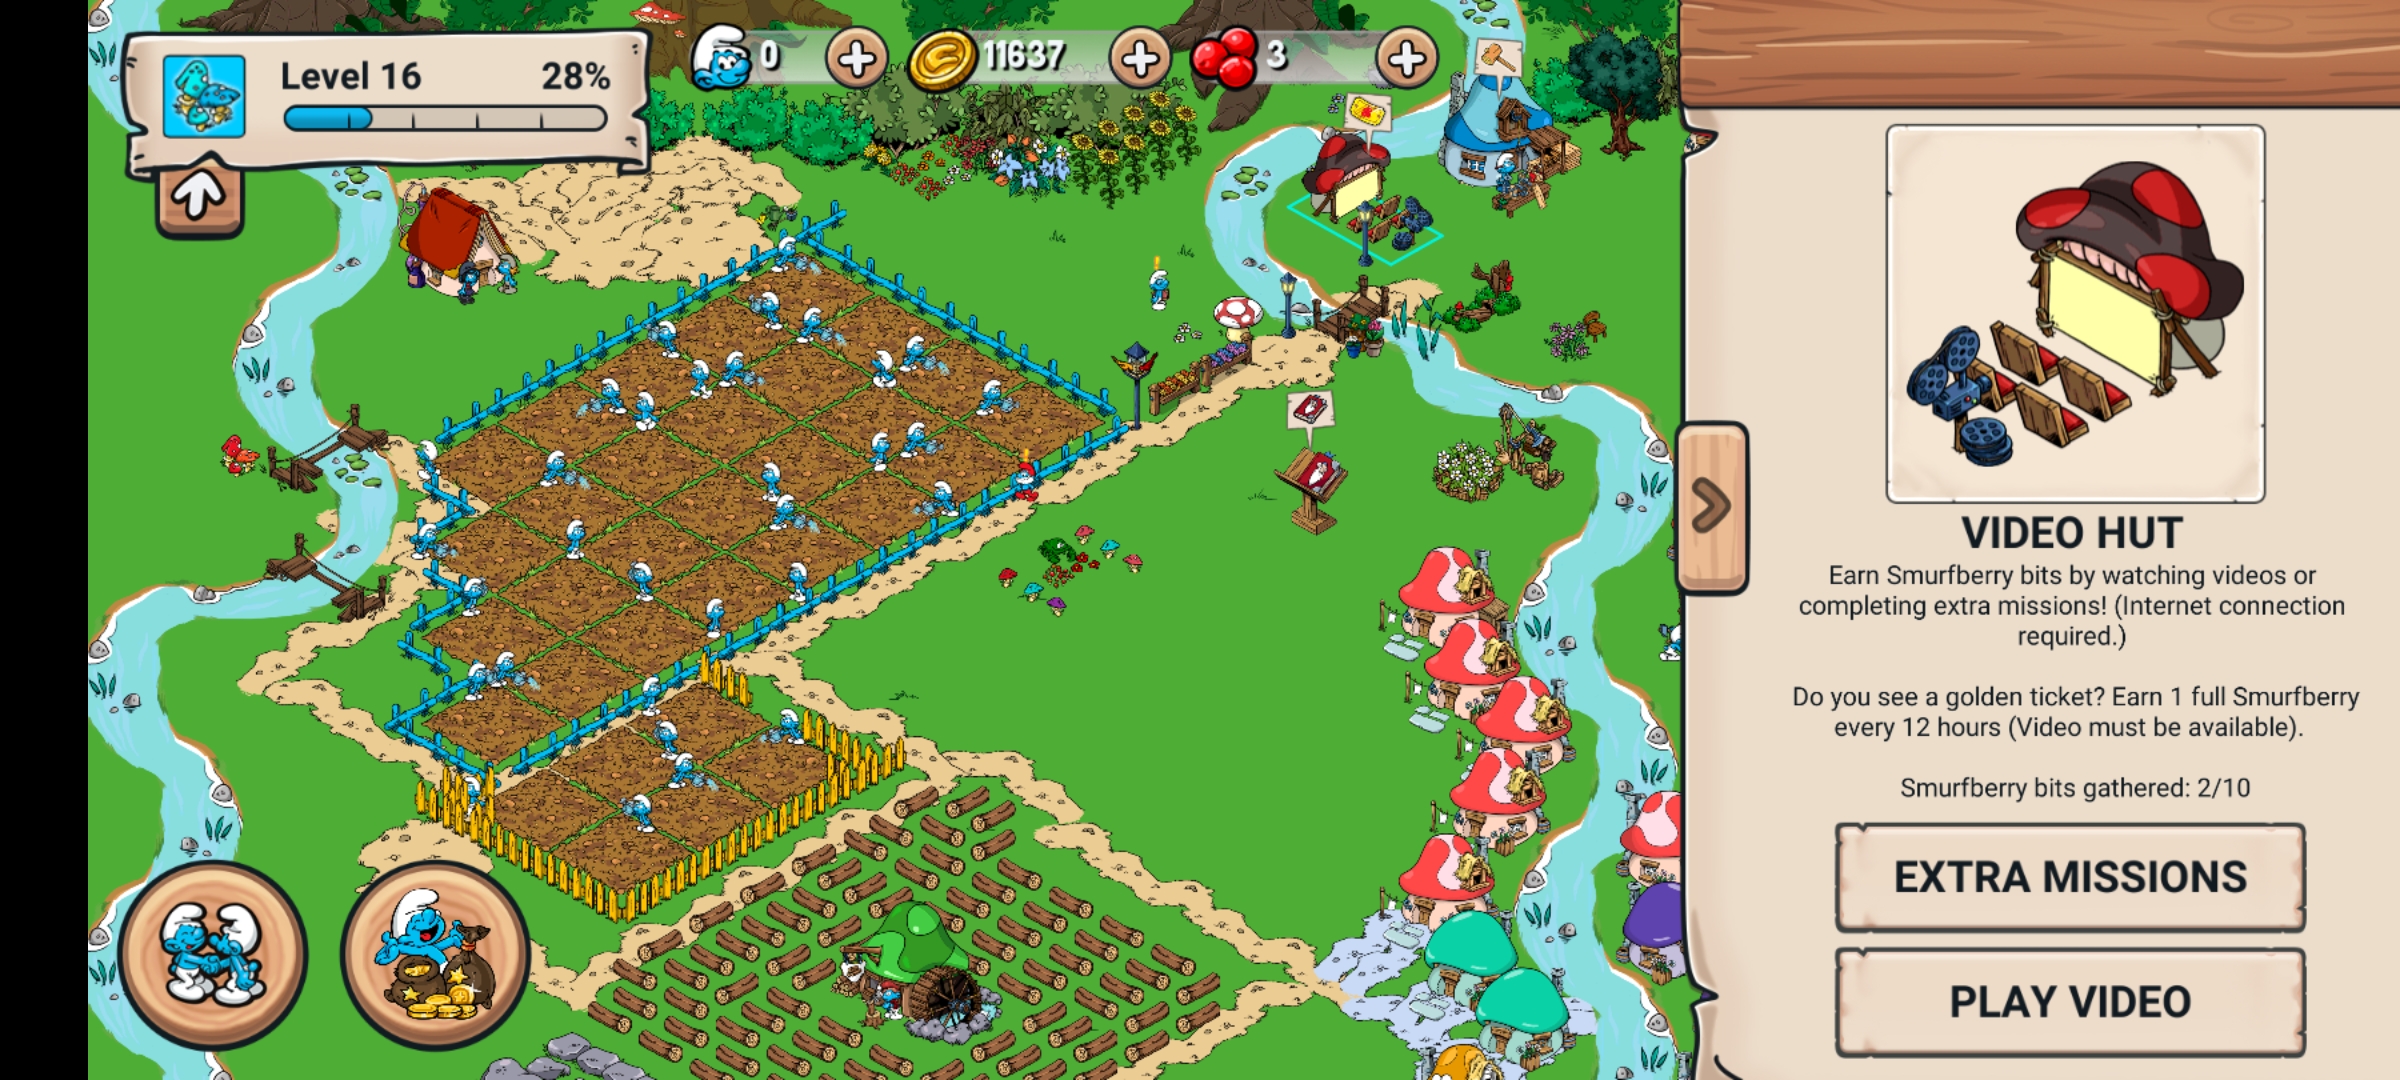 Level 16 28%
0
11637
3
VIDEO HUT
Earn Smurfberry bits by watching videos or
completing extra missions! (Internet connection
required.)
Do you see a golden ticket? Earn 1 full Smurfberry
every 12 hours (Video must be available).
Smurfberry bits gathered: 2/10
EXTRA MISSIONS
PLAY VIDEO